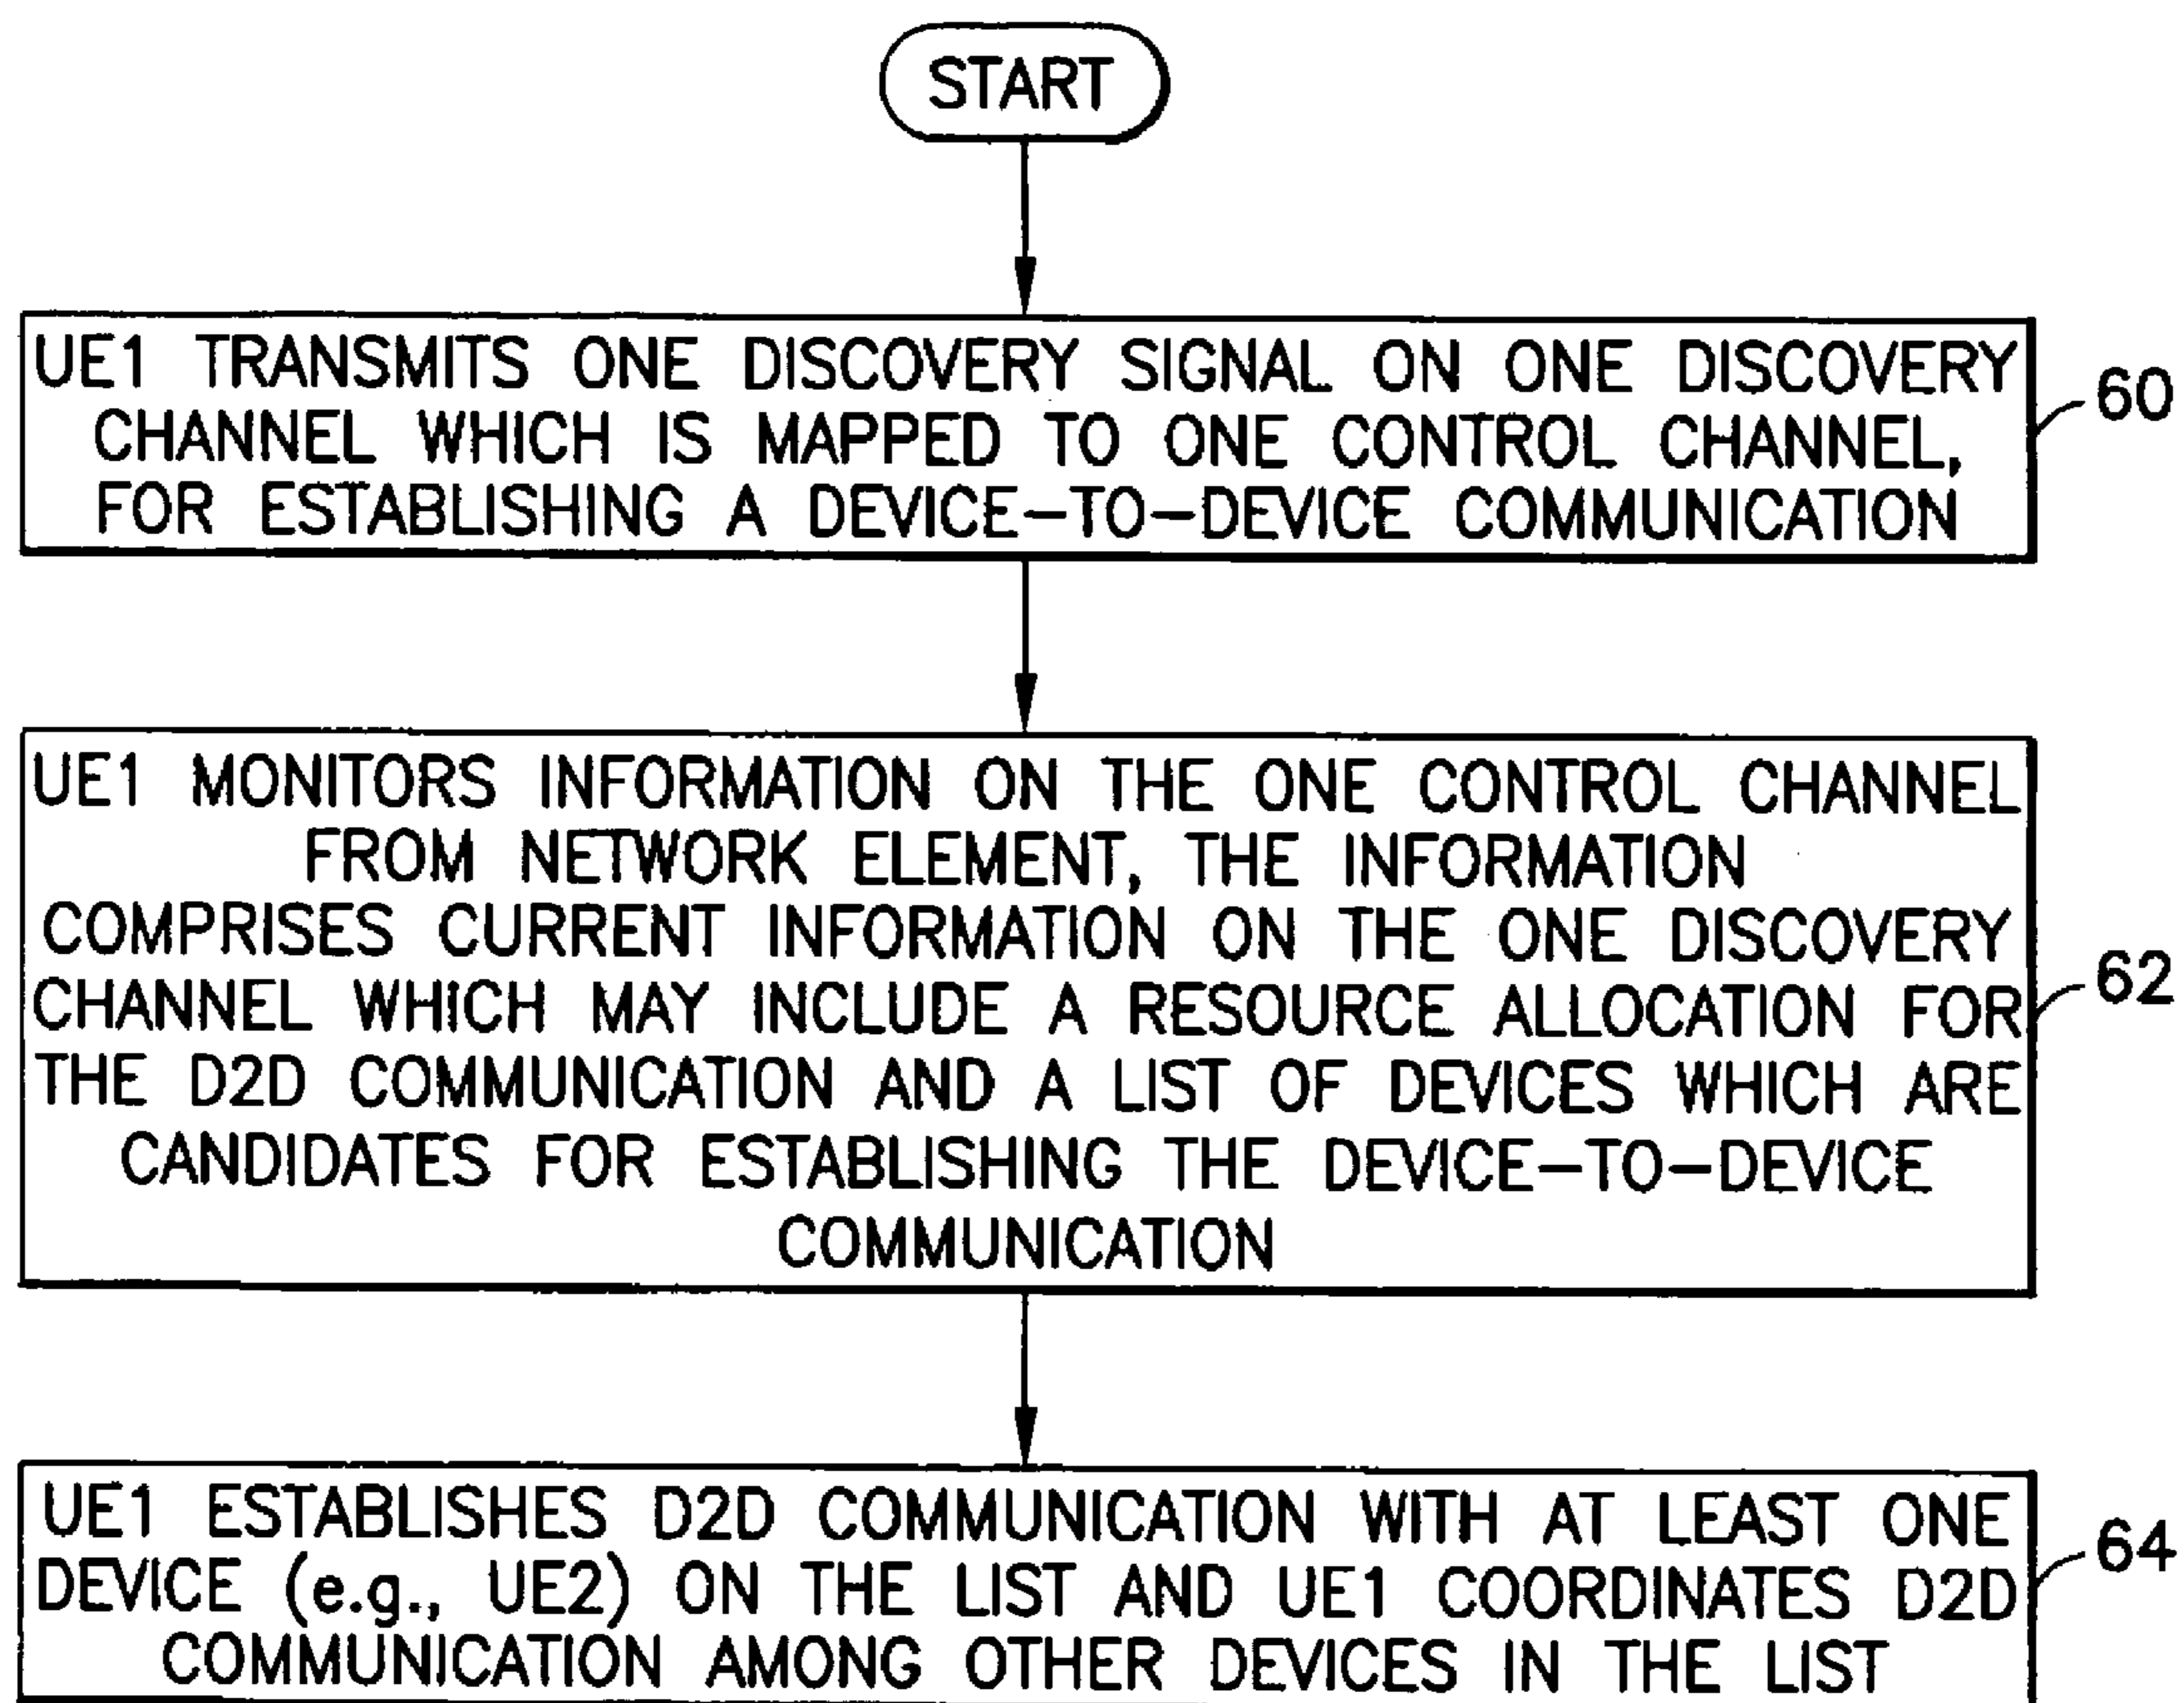 START
UE1 TRANSMITS ONE DISCOVERY SIGNAL ON ONE DISCOVERY
CHANNEL WHICH IS MAPPED TO ONE CONTROL CHANNEL,
FOR ESTABLISHING A DEVICE-TO-DEVICE COMMUNICATION
60
UE1 MONITORS INFORMATION ON THE ONE CONTROL CHANNEL
FROM NETWORK ELEMENT, THE INFORMATION
COMPRISES CURRENT INFORMATION ON THE ONE DISCOVERY
CHANNEL WHICH MAY INCLUDE A RESOURCE ALLOCATION FOR
THE D2D COMMUNICATION AND A LIST OF DEVICES WHICH ARE
CANDIDATES FOR ESTABLISHING THE DEVICE-TO-DEVICE
COMMUNICATION
62
UE1 ESTABLISHES D2D COMMUNICATION WITH AT LEAST ONE
DEVICE (e.g., UE2) ON THE LIST AND UE1 COORDINATES D2D
COMMUNICATION AMONG OTHER DEVICES IN THE LIST
64